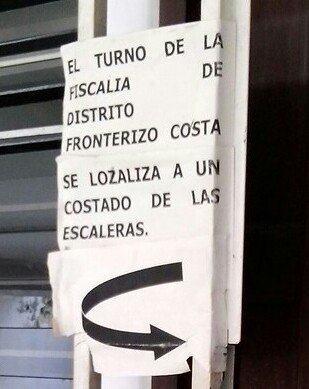 EL TURNO DE LA
FISCALIA DE
DISTRITO
FRONTERIZO COSTA
SE LOZALIZA A UN
COSTADO DE LAS
ESCALERAS.